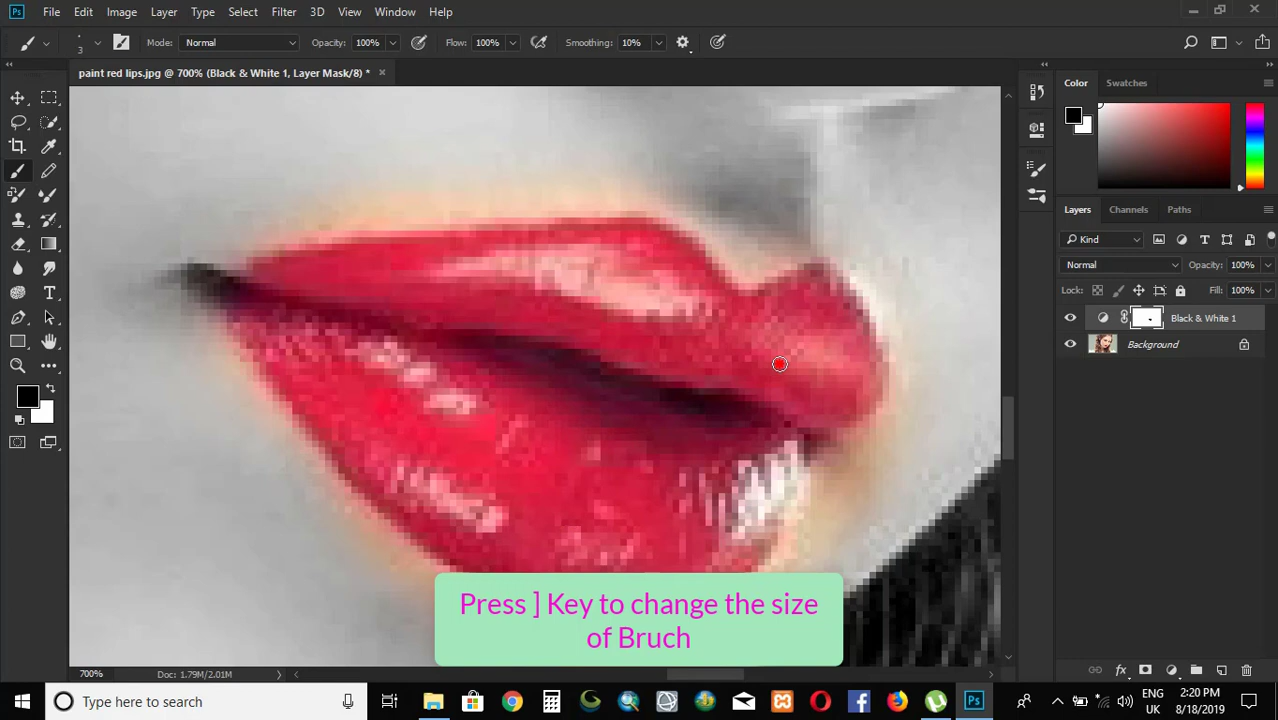 Ps File Edit Image Layer Type Select Filter 3D View Window Help
3 Mode: Normal Opacity: 100% Flow: 100% Smoothing: 10%
paint red lips.jpg @ 700% (Black & White 1, Layer Mask/8) *
Color Swatches
Layers Channels Paths
Kind
Normal Opacity: 100%
Lock: Fill: 100%
Black & White 1
Background
Press ] Key to change the size
of Bruch
700% Doc: 1.79M/2.01M
Type here to search
Ps
ENG
UK
2:20 PM
8/18/2019